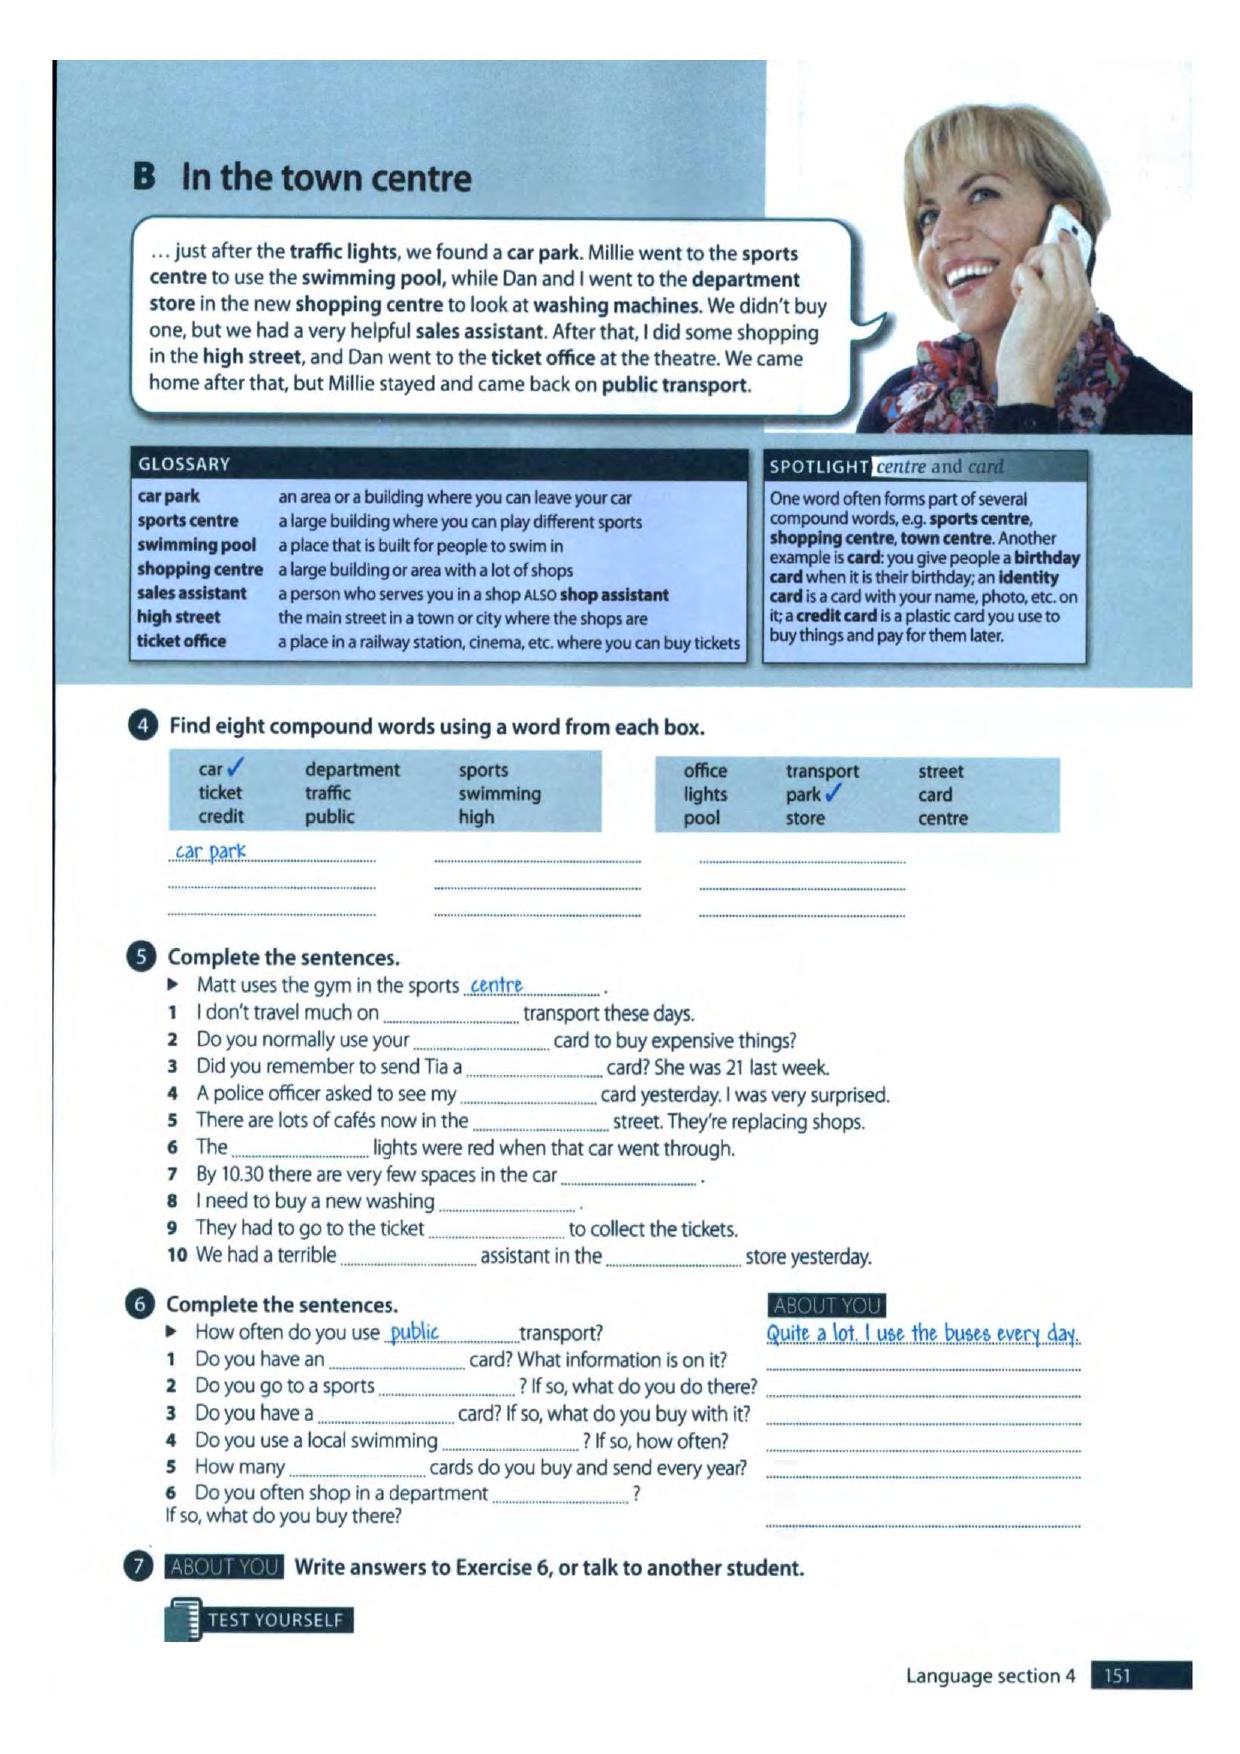 B In the town centre
... just after the traffic lights, we found a car park. Millie went to the sports
centre to use the swimming pool, while Dan and I went to the department
store in the new shopping centre to look at washing machines. We didn't buy
one, but we had a very helpful sales assistant. After that, I did some shopping
in the high street, and Dan went to the ticket office at the theatre. We came
home after that, but Millie stayed and came back on public transport.
GLOSSARY
car park an area or a building where you can leave your car
sports centre a large building where you can play different sports
swimming pool a place that is built for people to swim in
shopping centre a large building or area with a lot of shops
sales assistant a person who serves you in a shop ALSO shop assistant
high street the main street in a town or city where the shops are
ticket office a place in a railway station, cinema, etc. where you can buy tickets
SPOTLIGHT centre and card
One word often forms part of several
compound words, e.g. sports centre,
shopping centre, town centre. Another
example is card: you give people a birthday
card when it is their birthday; an identity
card is a card with your name, photo, etc. on
it; a credit card is a plastic card you use to
buy things and pay for them later.
4 Find eight compound words using a word from each box.
car ✓ department sports
ticket traffic swimming
credit public high
office transport street
lights park ✓ card
pool store centre
car park
5 Complete the sentences.
▶ Matt uses the gym in the sports centre .
1 I don't travel much on transport these days.
2 Do you normally use your card to buy expensive things?
3 Did you remember to send Tia a card? She was 21 last week.
4 A police officer asked to see my card yesterday. I was very surprised.
5 There are lots of cafés now in the street. They're replacing shops.
6 The lights were red when that car went through.
7 By 10.30 there are very few spaces in the car .
8 I need to buy a new washing .
9 They had to go to the ticket to collect the tickets.
10 We had a terrible assistant in the store yesterday.
6 Complete the sentences.
ABOUT YOU
▶ How often do you use public transport? Quite a lot. I use the buses every day.
1 Do you have an card? What information is on it?
2 Do you go to a sports ? If so, what do you do there?
3 Do you have a card? If so, what do you buy with it?
4 Do you use a local swimming ? If so, how often?
5 How many cards do you buy and send every year?
6 Do you often shop in a department ?
If so, what do you buy there?
7 ABOUT YOU Write answers to Exercise 6, or talk to another student.
TEST YOURSELF
Language section 4 151